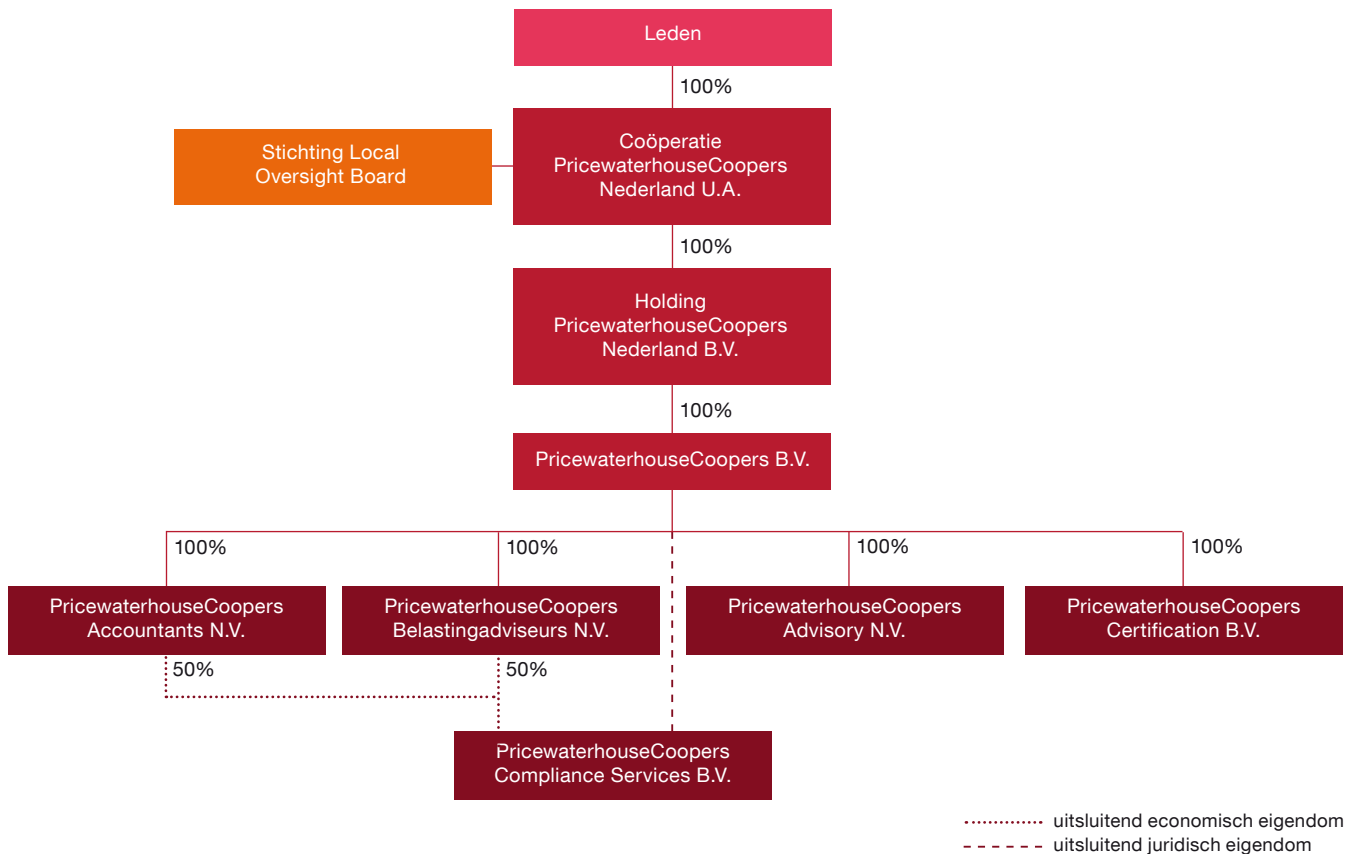 Leden
100%
Stichting Local
Oversight Board
Coöperatie
PricewaterhouseCoopers
Nederland U.A.
100%
Holding
PricewaterhouseCoopers
Nederland B.V.
100%
PricewaterhouseCoopers B.V.
100%
100%
100%
100%
PricewaterhouseCoopers
Accountants N.V.
PricewaterhouseCoopers
Belastingadviseurs N.V.
PricewaterhouseCoopers
Advisory N.V.
PricewaterhouseCoopers
Certification B.V.
50%
50%
PricewaterhouseCoopers
Compliance Services B.V.
uitsluitend economisch eigendom
uitsluitend juridisch eigendom